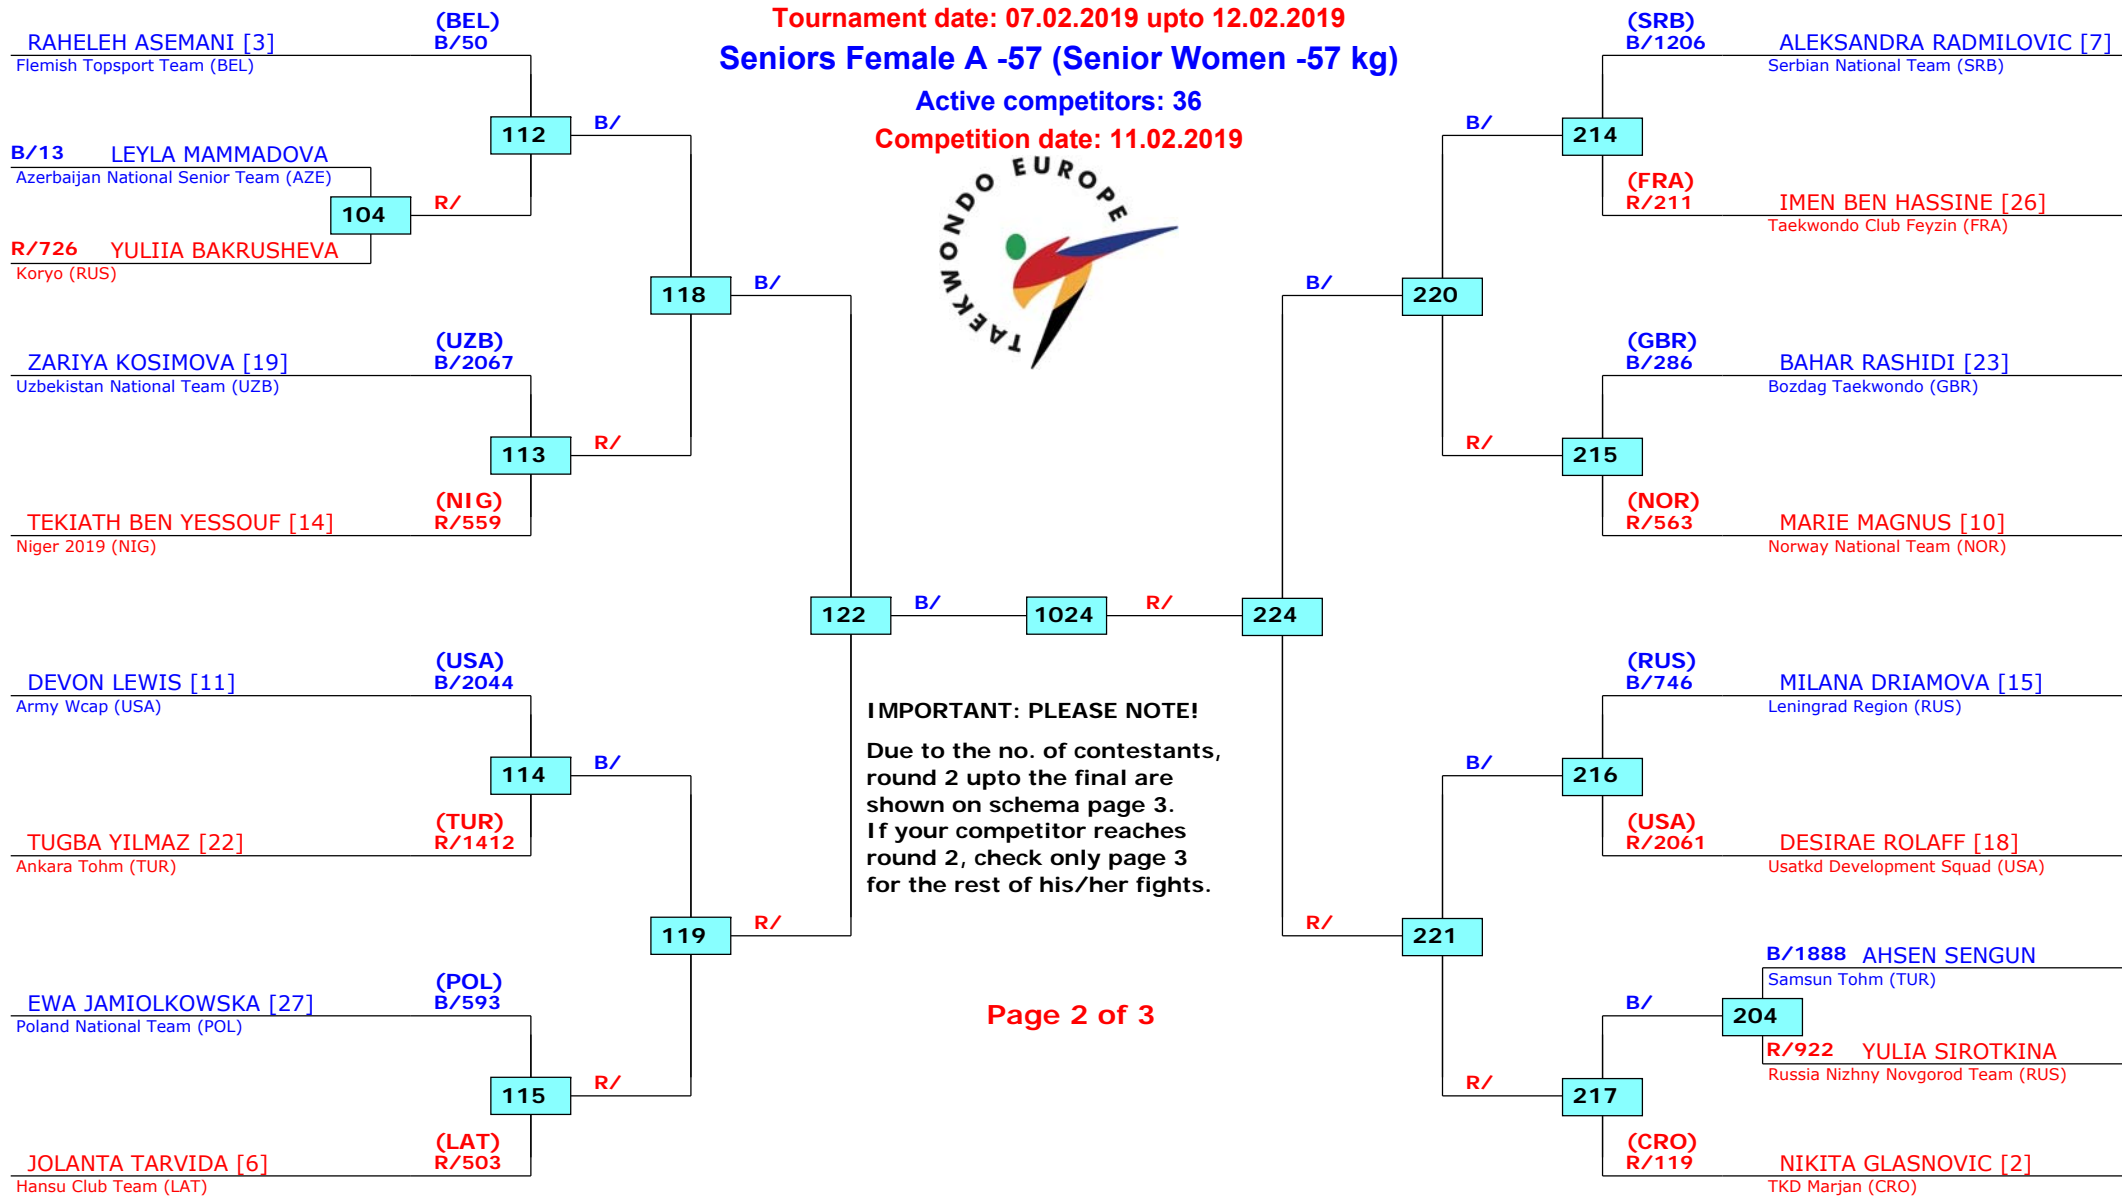 Tournament date: 07.02.2019 upto 12.02.2019
Seniors Female A -57 (Senior Women -57 kg)
Active competitors: 36
Competition date: 11.02.2019
TAEKWONDO EUROPE
(BEL)
RAHELEH ASEMANI [3] B/50
Flemish Topsport Team (BEL)
112
B/
B/13 LEYLA MAMMADOVA
Azerbaijan National Senior Team (AZE)
104
R/
R/726 YULIIA BAKRUSHEVA
Koryo (RUS)
118
B/
(UZB)
ZARIYA KOSIMOVA [19] B/2067
Uzbekistan National Team (UZB)
113
R/
(NIG)
TEKIATH BEN YESSOUF [14] R/559
Niger 2019 (NIG)
122
B/
1024
R/
224
(USA)
DEVON LEWIS [11] B/2044
Army Wcap (USA)
114
B/
(TUR)
TUGBA YILMAZ [22] R/1412
Ankara Tohm (TUR)
119
R/
(POL)
EWA JAMIOLKOWSKA [27] B/593
Poland National Team (POL)
115
R/
(LAT)
JOLANTA TARVIDA [6] R/503
Hansu Club Team (LAT)
IMPORTANT: PLEASE NOTE!
Due to the no. of contestants,
round 2 upto the final are
shown on schema page 3.
If your competitor reaches
round 2, check only page 3
for the rest of his/her fights.
Page 2 of 3
(SRB)
B/1206 ALEKSANDRA RADMILOVIC [7]
Serbian National Team (SRB)
B/
214
(FRA)
R/211 IMEN BEN HASSINE [26]
Taekwondo Club Feyzin (FRA)
B/
220
(GBR)
B/286 BAHAR RASHIDI [23]
Bozdag Taekwondo (GBR)
R/
215
(NOR)
R/563 MARIE MAGNUS [10]
Norway National Team (NOR)
(RUS)
B/746 MILANA DRIAMOVA [15]
Leningrad Region (RUS)
B/
216
(USA)
R/2061 DESIRAE ROLAFF [18]
Usatkd Development Squad (USA)
R/
221
B/1888 AHSEN SENGUN
Samsun Tohm (TUR)
B/
204
R/922 YULIA SIROTKINA
Russia Nizhny Novgorod Team (RUS)
R/
217
(CRO)
R/119 NIKITA GLASNOVIC [2]
TKD Marjan (CRO)